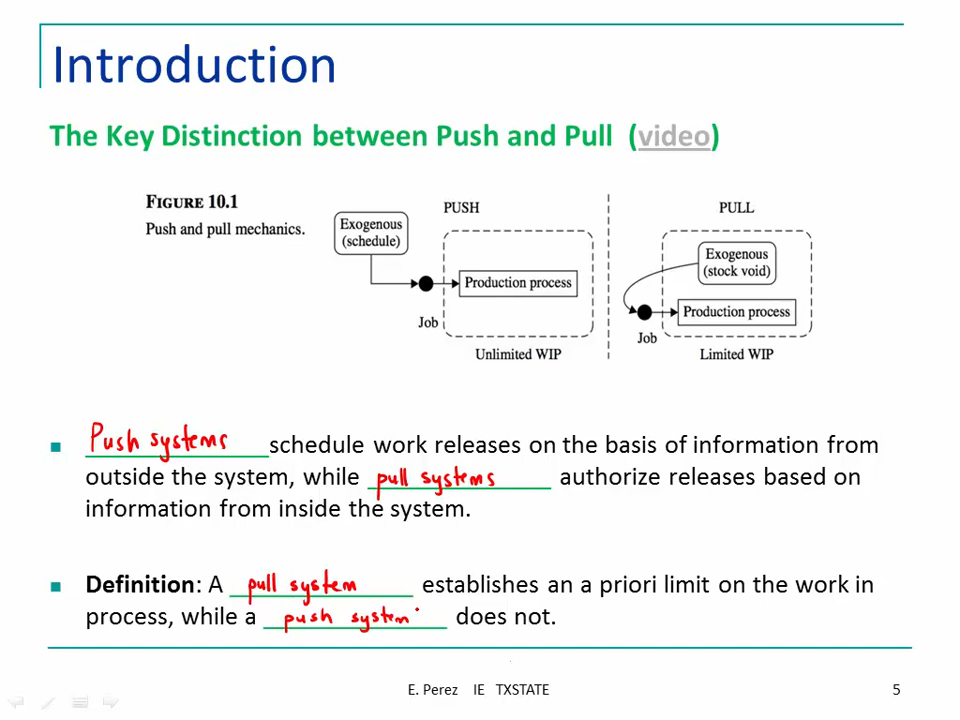 Introduction
The Key Distinction between Push and Pull (video)
FIGURE 10.1
Push and pull mechanics.
PUSH
Exogenous
(schedule)
Production process
Job
Unlimited WIP
PULL
Exogenous
(stock void)
Production process
Job
Limited WIP
Push systems schedule work releases on the basis of information from
outside the system, while pull systems authorize releases based on
information from inside the system.
Definition: A pull system establishes an a priori limit on the work in
process, while a push system does not.
E. Perez IE TXSTATE 5